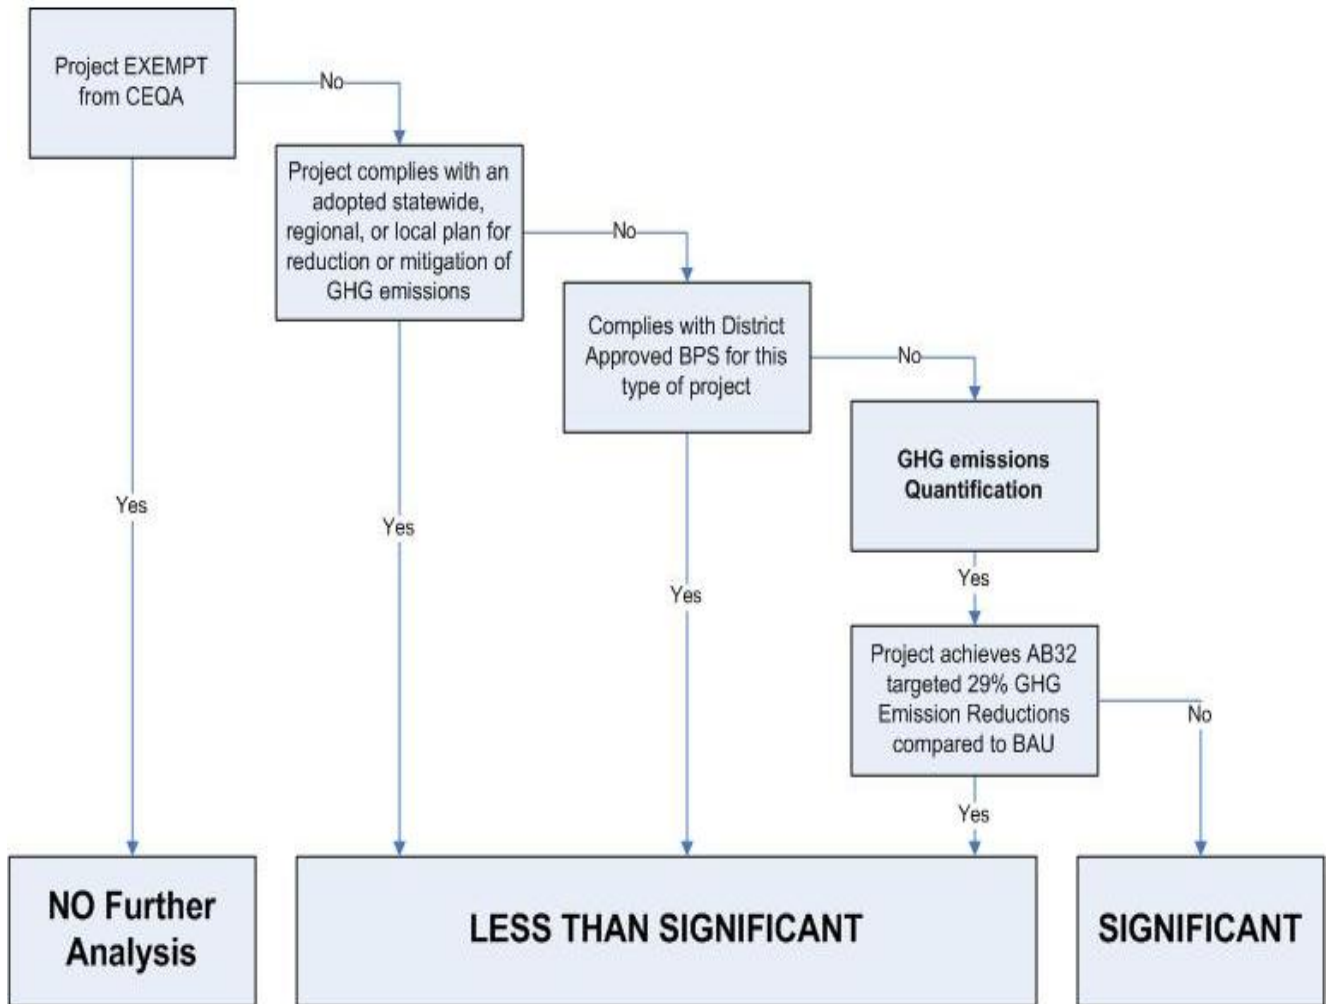 Project EXEMPT
from CEQA
No
Project complies with an
adopted statewide,
regional, or local plan for
reduction or mitigation of
GHG emissions
No
Complies with District
Approved BPS for this
type of project
No
GHG emissions
Quantification
Yes
Yes
Yes
Yes
Project achieves AB32
targeted 29% GHG
Emission Reductions
compared to BAU
No
Yes
NO Further
Analysis
LESS THAN SIGNIFICANT
SIGNIFICANT